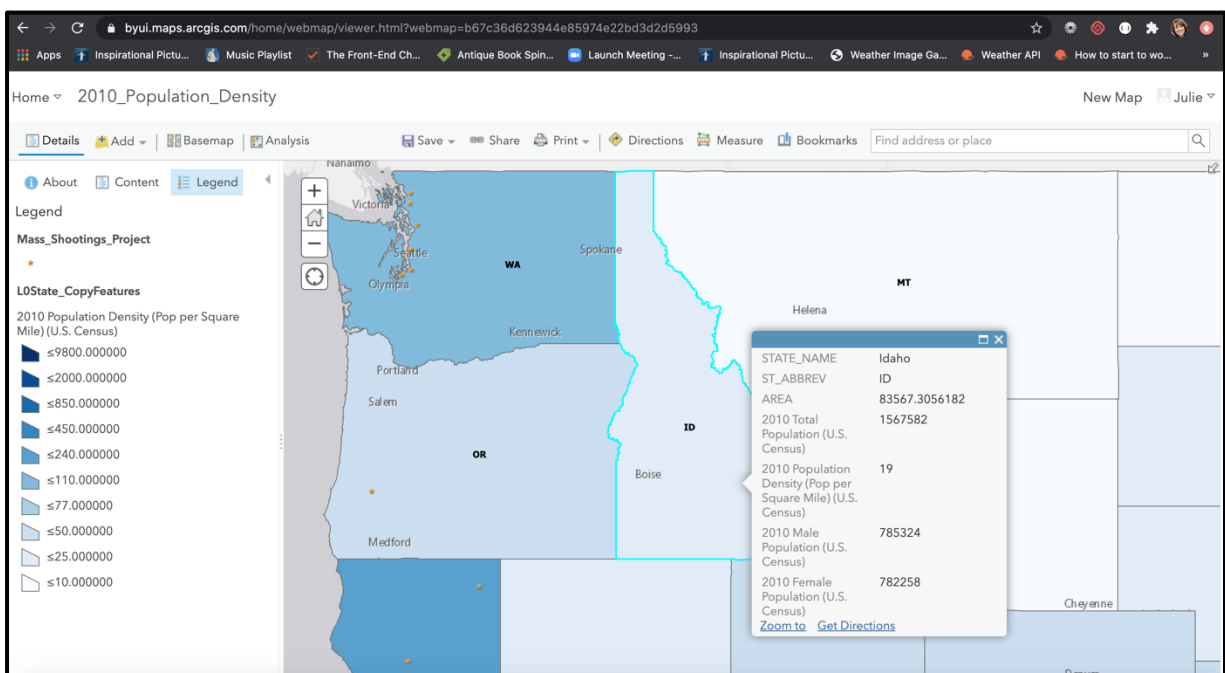 byui.maps.arcgis.com/home/webmap/viewer.html?webmap=b67c36d623944e85974e22bd3d2d5993
Apps Inspirational Pictu... Music Playlist The Front-End Ch... Antique Book Spin... Launch Meeting -... Inspirational Pictu... Weather Image Ga... Weather API How to start to wo... »
Home 2010_Population_Density New Map Julie
Details Add Basemap Analysis Save Share Print Directions Measure Bookmarks Find address or place
About Content Legend
Legend
Mass_Shootings_Project
L0State_CopyFeatures
2010 Population Density (Pop per Square
Mile) (U.S. Census)
≤9800.000000
≤2000.000000
≤850.000000
≤450.000000
≤240.000000
≤110.000000
≤77.000000
≤50.000000
≤25.000000
≤10.000000
Nanaimo
Victoria
Seattle
Spokane
WA
Olympia
MT
Helena
Kennewick
Portland
Salem
ID
OR
Boise
Medford
Cheyenne
STATE_NAME Idaho
ST_ABBREV ID
AREA 83567.3056182
2010 Total 1567582
Population (U.S.
Census)
2010 Population 19
Density (Pop per
Square Mile) (U.S.
Census)
2010 Male 785324
Population (U.S.
Census)
2010 Female 782258
Population (U.S.
Census)
Zoom to Get Directions